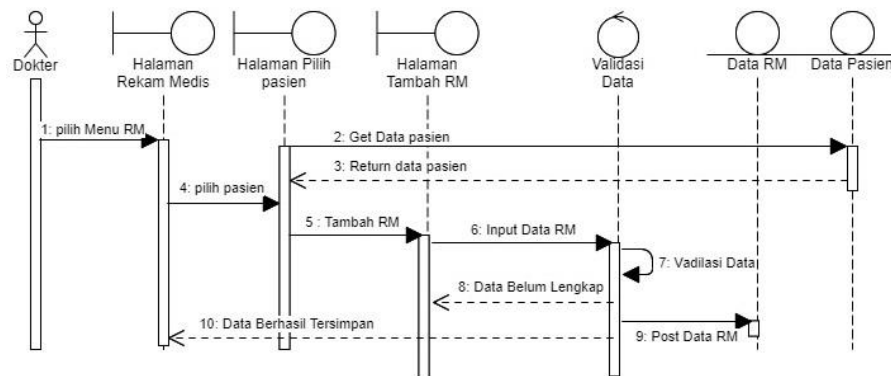 Dokter
Halaman
Rekam Medis
Halaman Pilih
pasien
Halaman
Tambah RM
Validasi
Data
Data RM
Data Pasien
1: pilih Menu RM
2: Get Data pasien
3: Return data pasien
4: pilih pasien
5 : Tambah RM
6: Input Data RM
7: Vadilasi Data
8: Data Belum Lengkap
10: Data Berhasil Tersimpan
9: Post Data RM